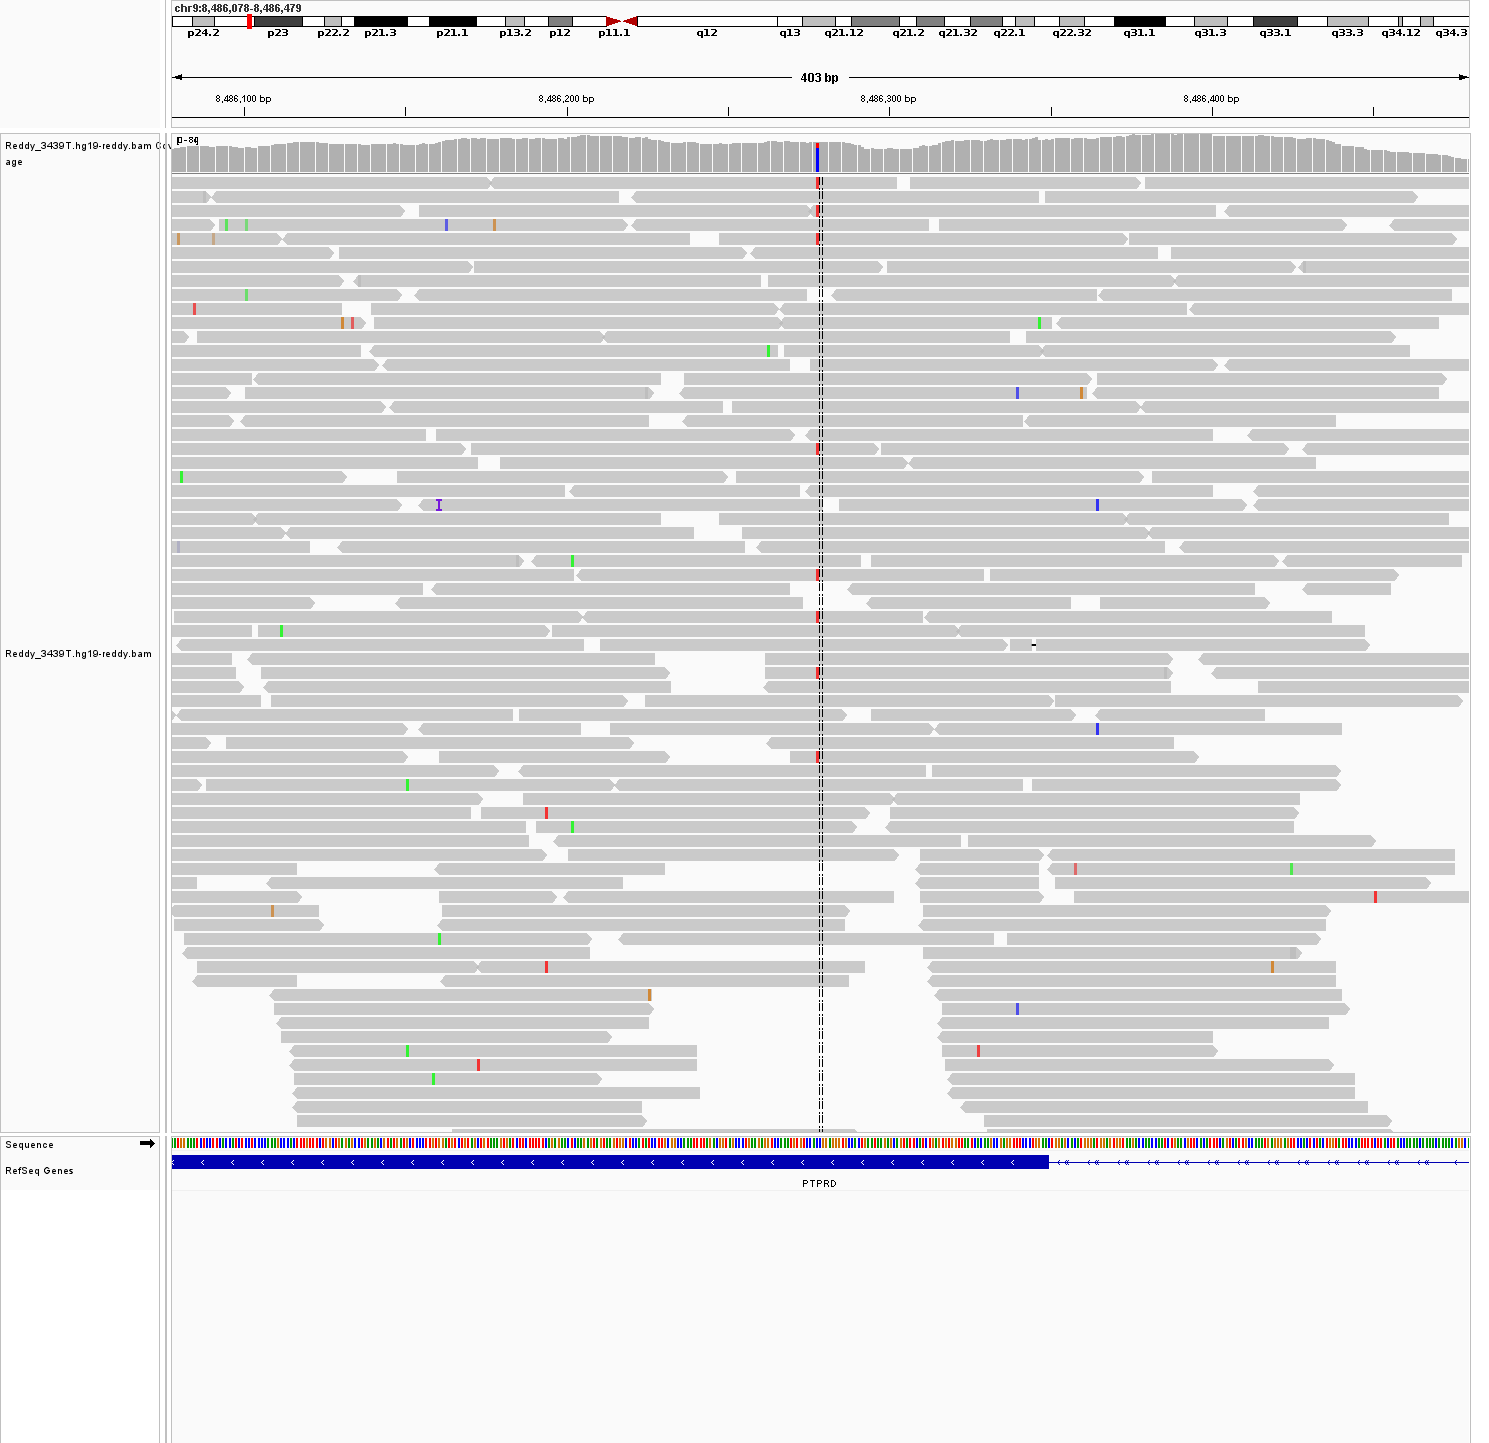 chr9:8,486,078-8,486,479
p24.2 p23 p22.2 p21.3 p21.1 p13.2 p12 p11.1 q12 q13 q21.12 q21.2 q21.32 q22.1 q22.32 q31.1 q31.3 q33.1 q33.3 q34.12 q34.3
403 bp
8,486,100 bp 8,486,200 bp 8,486,300 bp 8,486,400 bp
Reddy_3439T.hg19-reddy.bam Cov
age
Reddy_3439T.hg19-reddy.bam
Sequence
RefSeq Genes
PTPRD